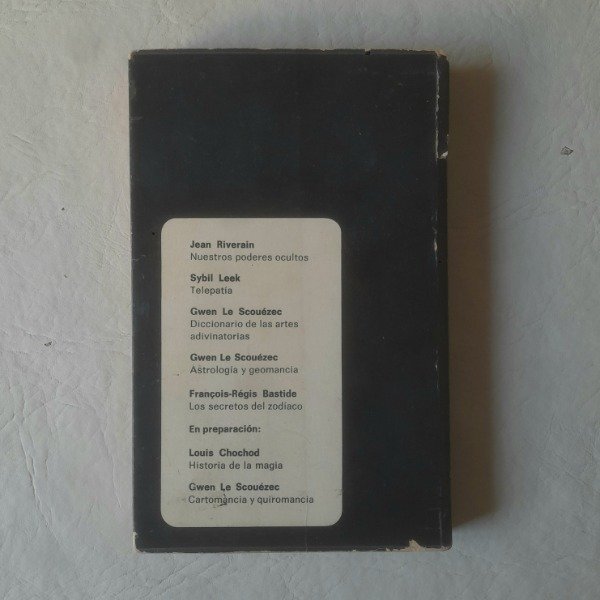 Jean Riverain
Nuestros poderes ocultos
Sybil Leek
Telepatía
Gwen Le Scouézec
Diccionario de las artes
adivinatorias
Gwen Le Scouézec
Astrología y geomancia
François-Régis Bastide
Los secretos del zodíaco
En preparación:
Louis Chochod
Historia de la magia
Gwen Le Scouézec
Cartomancia y quiromancia